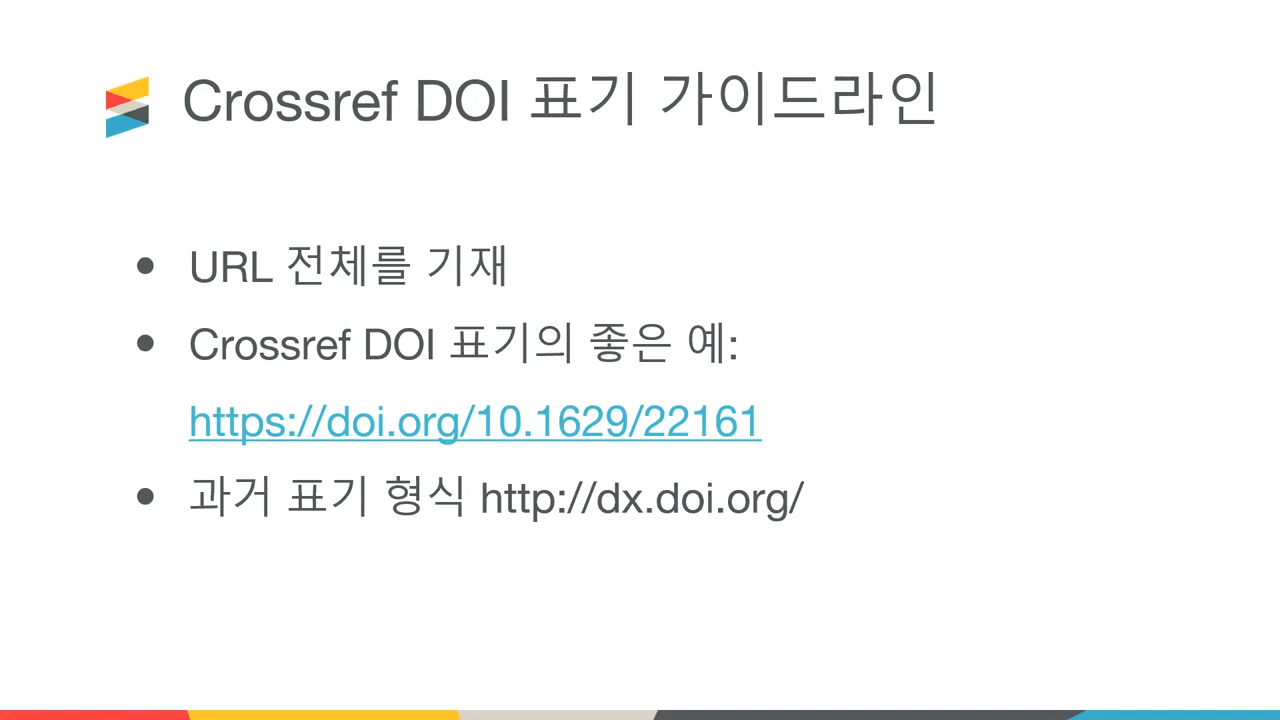 Crossref DOI 표기 가이드라인
● URL 전체를 기재
● Crossref DOI 표기의 좋은 예:
https://doi.org/10.1629/22161
● 과거 표기 형식 http://dx.doi.org/